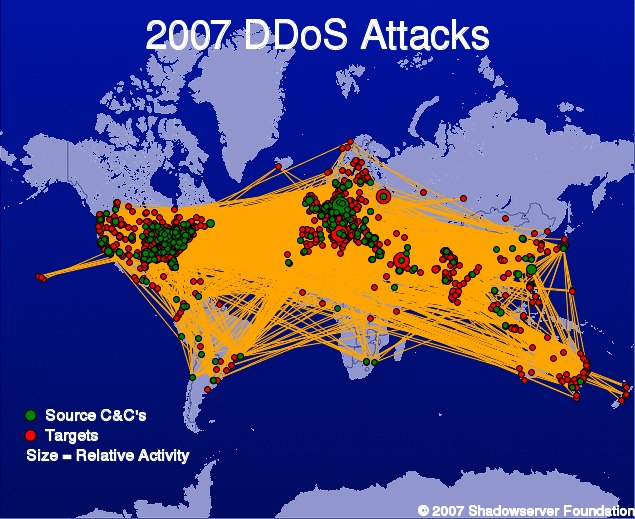 2007 DDoS Attacks
Source C&C's
Targets
Size = Relative Activity
© 2007 Shadowserver Foundation